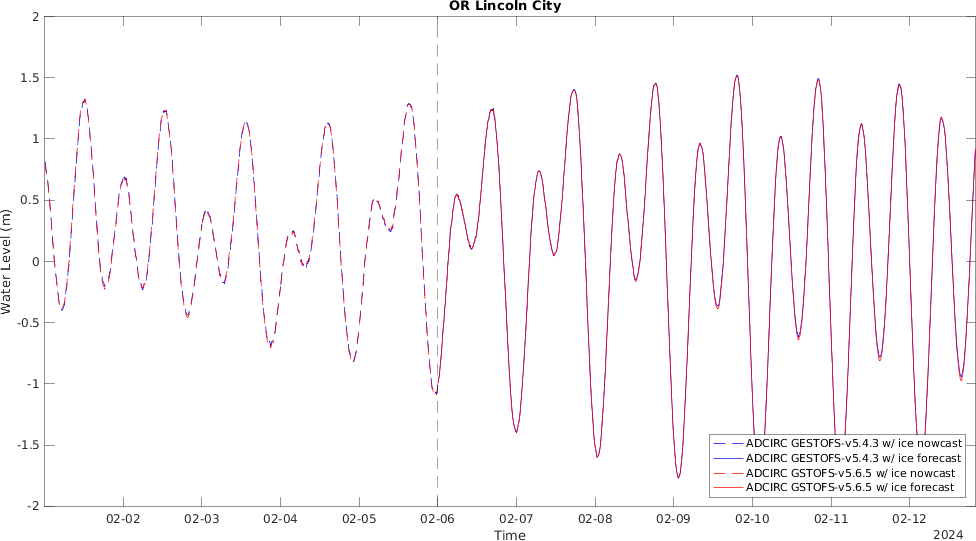 OR Lincoln City
2
1.5
1
0.5
0
-0.5
-1
-1.5
-2
Water Level (m)
02-02 02-03 02-04 02-05 02-06 02-07 02-08 02-09 02-10 02-11 02-12
Time
2024
ADCIRC GESTOFS-v5.4.3 w/ ice nowcast
ADCIRC GESTOFS-v5.4.3 w/ ice forecast
ADCIRC GSTOFS-v5.6.5 w/ ice nowcast
ADCIRC GSTOFS-v5.6.5 w/ ice forecast